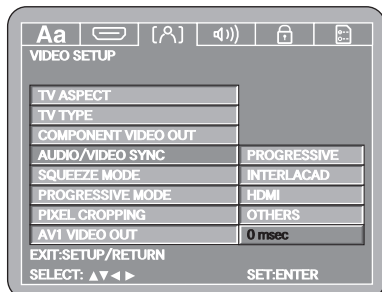 Aa
VIDEO SETUP
TV ASPECT
TV TYPE
COMPONENT VIDEO OUT
AUDIO/VIDEO SYNC PROGRESSIVE
SQUEEZE MODE INTERLACAD
PROGRESSIVE MODE HDMI
PIXEL CROPPING OTHERS
AV1 VIDEO OUT 0 msec
EXIT:SETUP/RETURN
SELECT: ▲▼◄► SET:ENTER